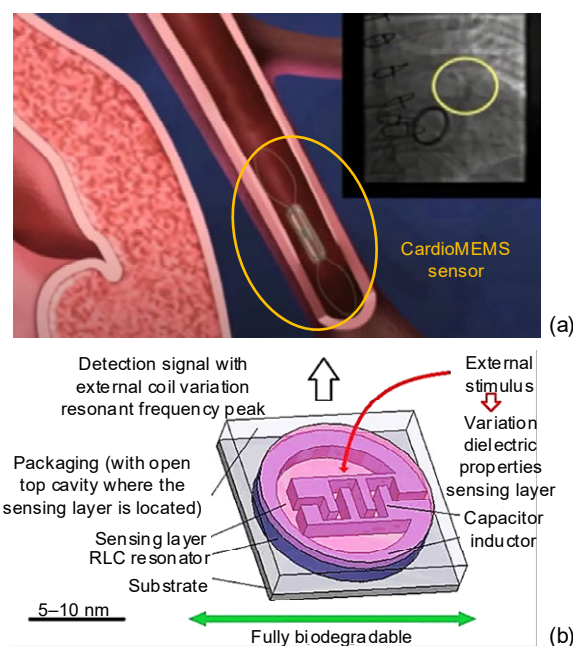 CardioMEMS
sensor
(a)
Detection signal with
external coil variation
resonant frequency peak
External
stimulus
Variation
dielectric
properties
sensing layer
Packaging (with open
top cavity where the
sensing layer is located)
Capacitor
inductor
Sensing layer
RLC resonator
Substrate
5–10 nm
Fully biodegradable
(b)